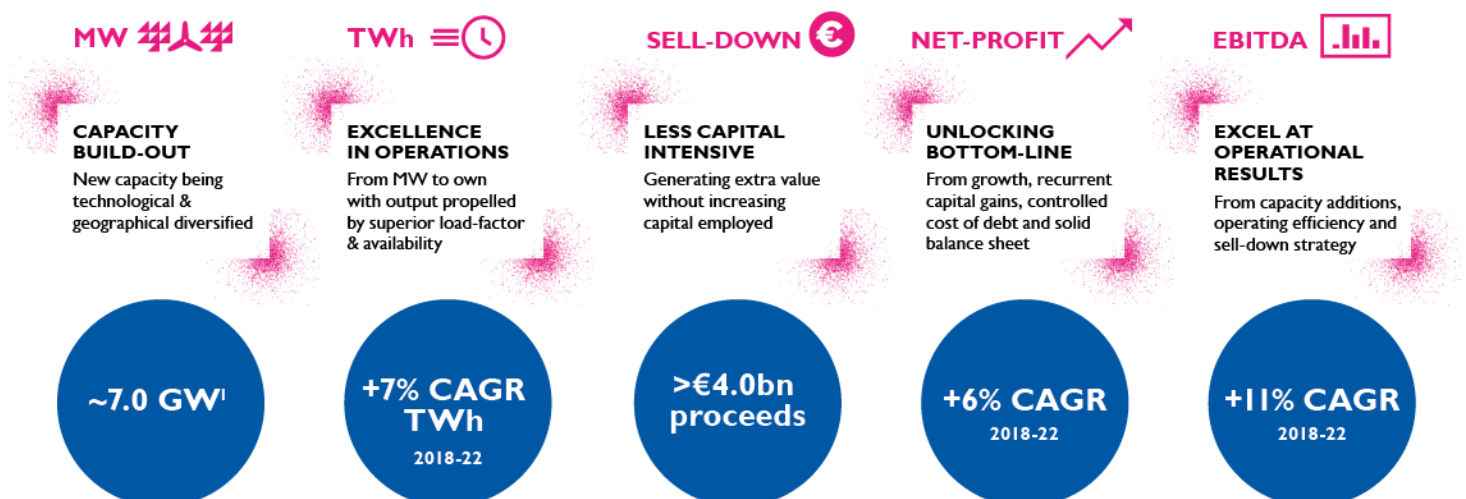 MW
CAPACITY
BUILD-OUT
New capacity being
technological &
geographical diversified
~7.0 GW¹
TWh
EXCELLENCE
IN OPERATIONS
From MW to own
with output propelled
by superior load-factor
& availability
+7% CAGR
TWh
2018-22
SELL-DOWN €
LESS CAPITAL
INTENSIVE
Generating extra value
without increasing
capital employed
>€4.0bn
proceeds
NET-PROFIT
UNLOCKING
BOTTOM-LINE
From growth, recurrent
capital gains, controlled
cost of debt and solid
balance sheet
+6% CAGR
2018-22
EBITDA
EXCEL AT
OPERATIONAL
RESULTS
From capacity additions,
operating efficiency and
sell-down strategy
+11% CAGR
2018-22